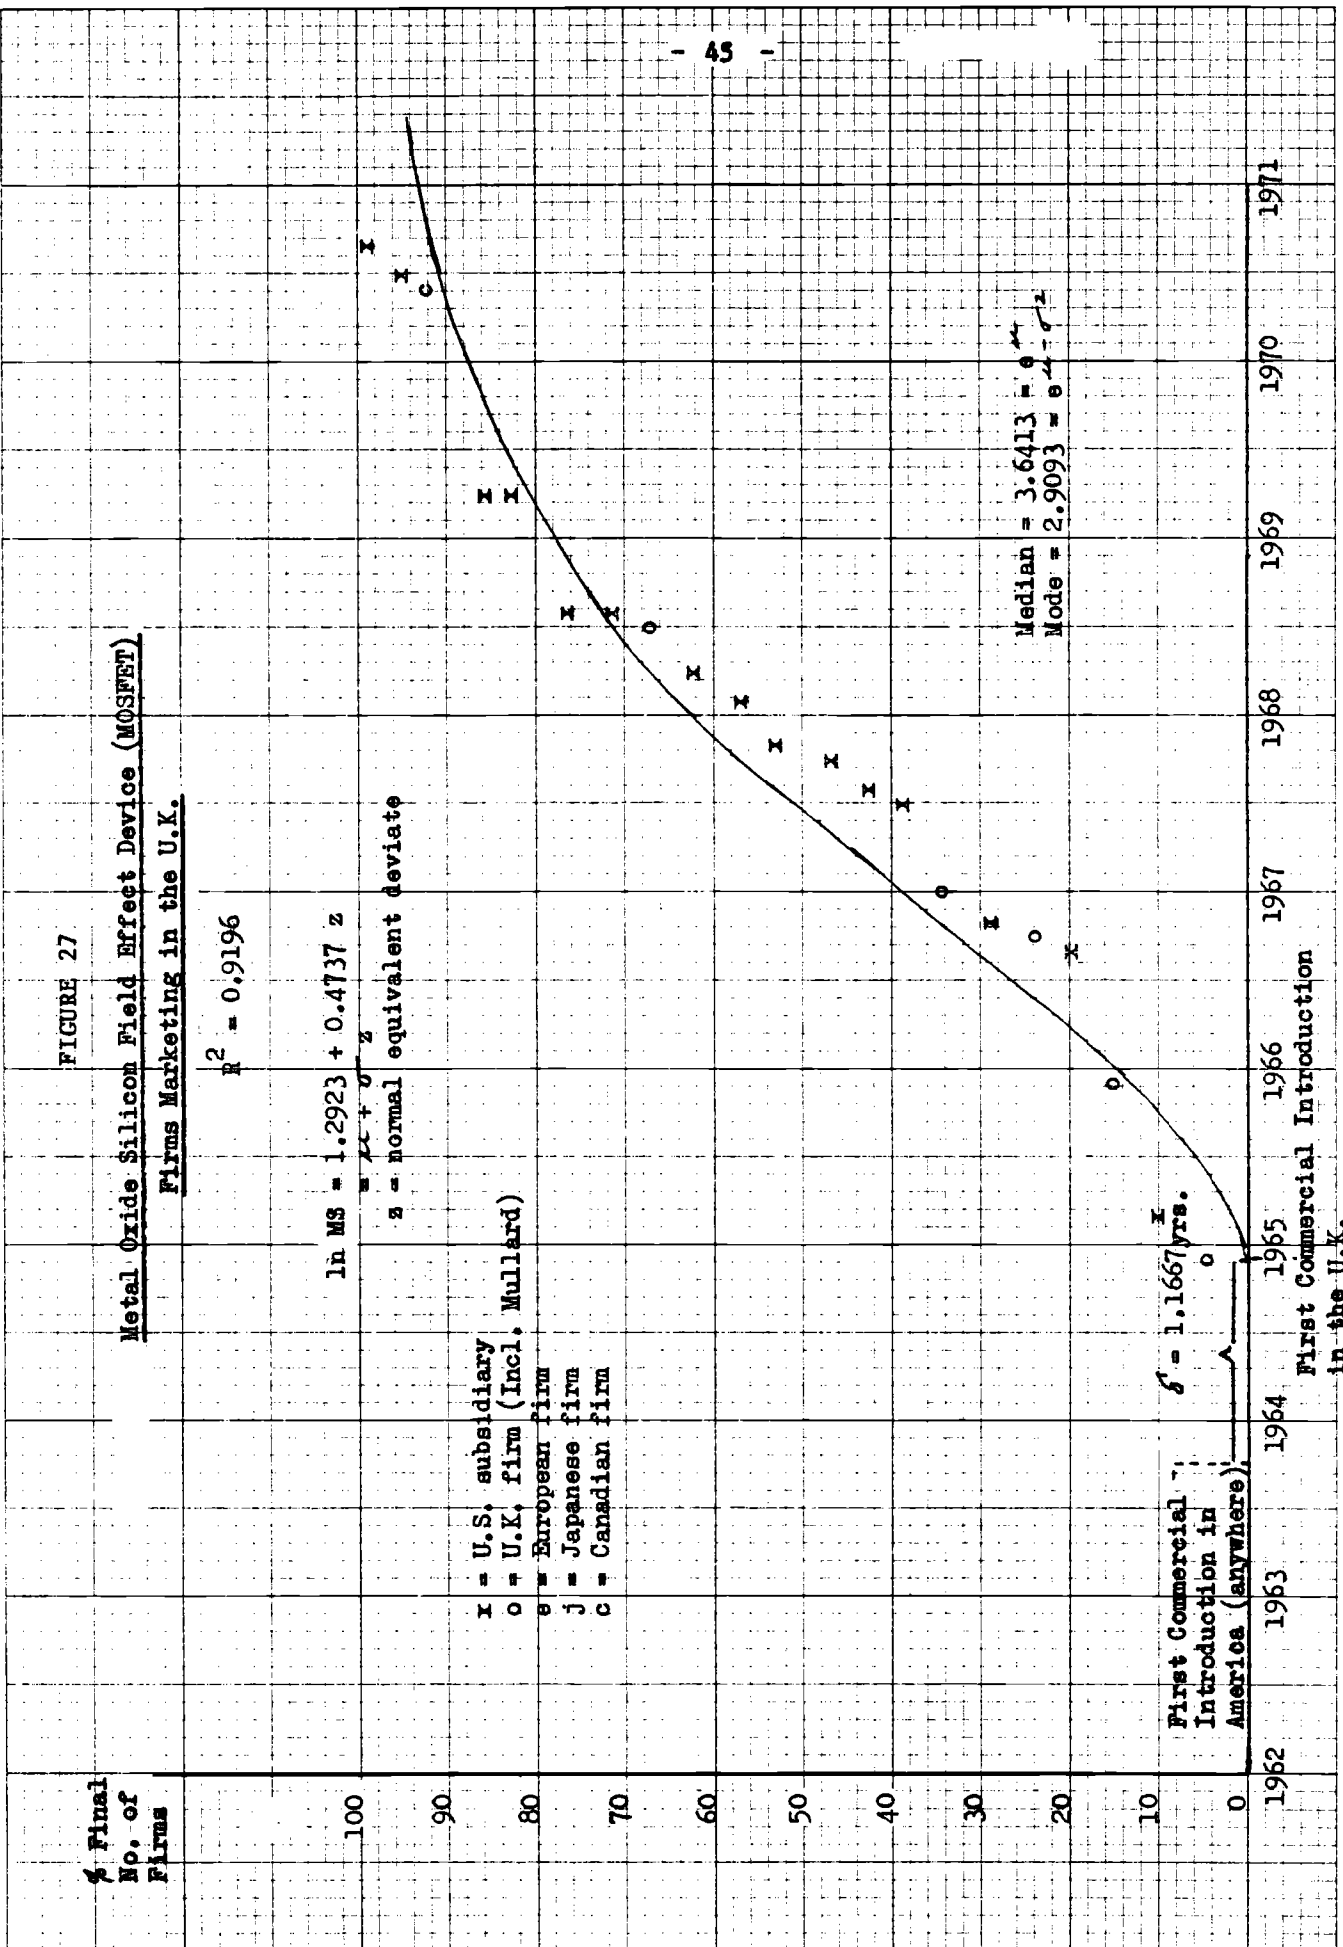 - 45 -
FIGURE 27
Metal Oxide Silicon Field Effect Device (MOSFET)
Firms Marketing in the U.K.
R² = 0.9196
ln MS = 1.2923 + 0.4737 z
= μ + σ z
z = normal equivalent deviate
% Final
No. of
Firms
x = U.S. subsidiary
o = U.K. firm (Incl. Mullard)
e = European firm
j = Japanese firm
c = Canadian firm
Median = 3.6413 = e^μ
Mode = 2.9093 = e^μ-σ²
100
90
80
70
60
50
40
30
20
10
0
δ = 1.1667yrs.
First Commercial
Introduction in
America (anywhere)
1962 1963 1964 1965 1966 1967 1968 1969 1970 1971
First Commercial Introduction
in the U.K.